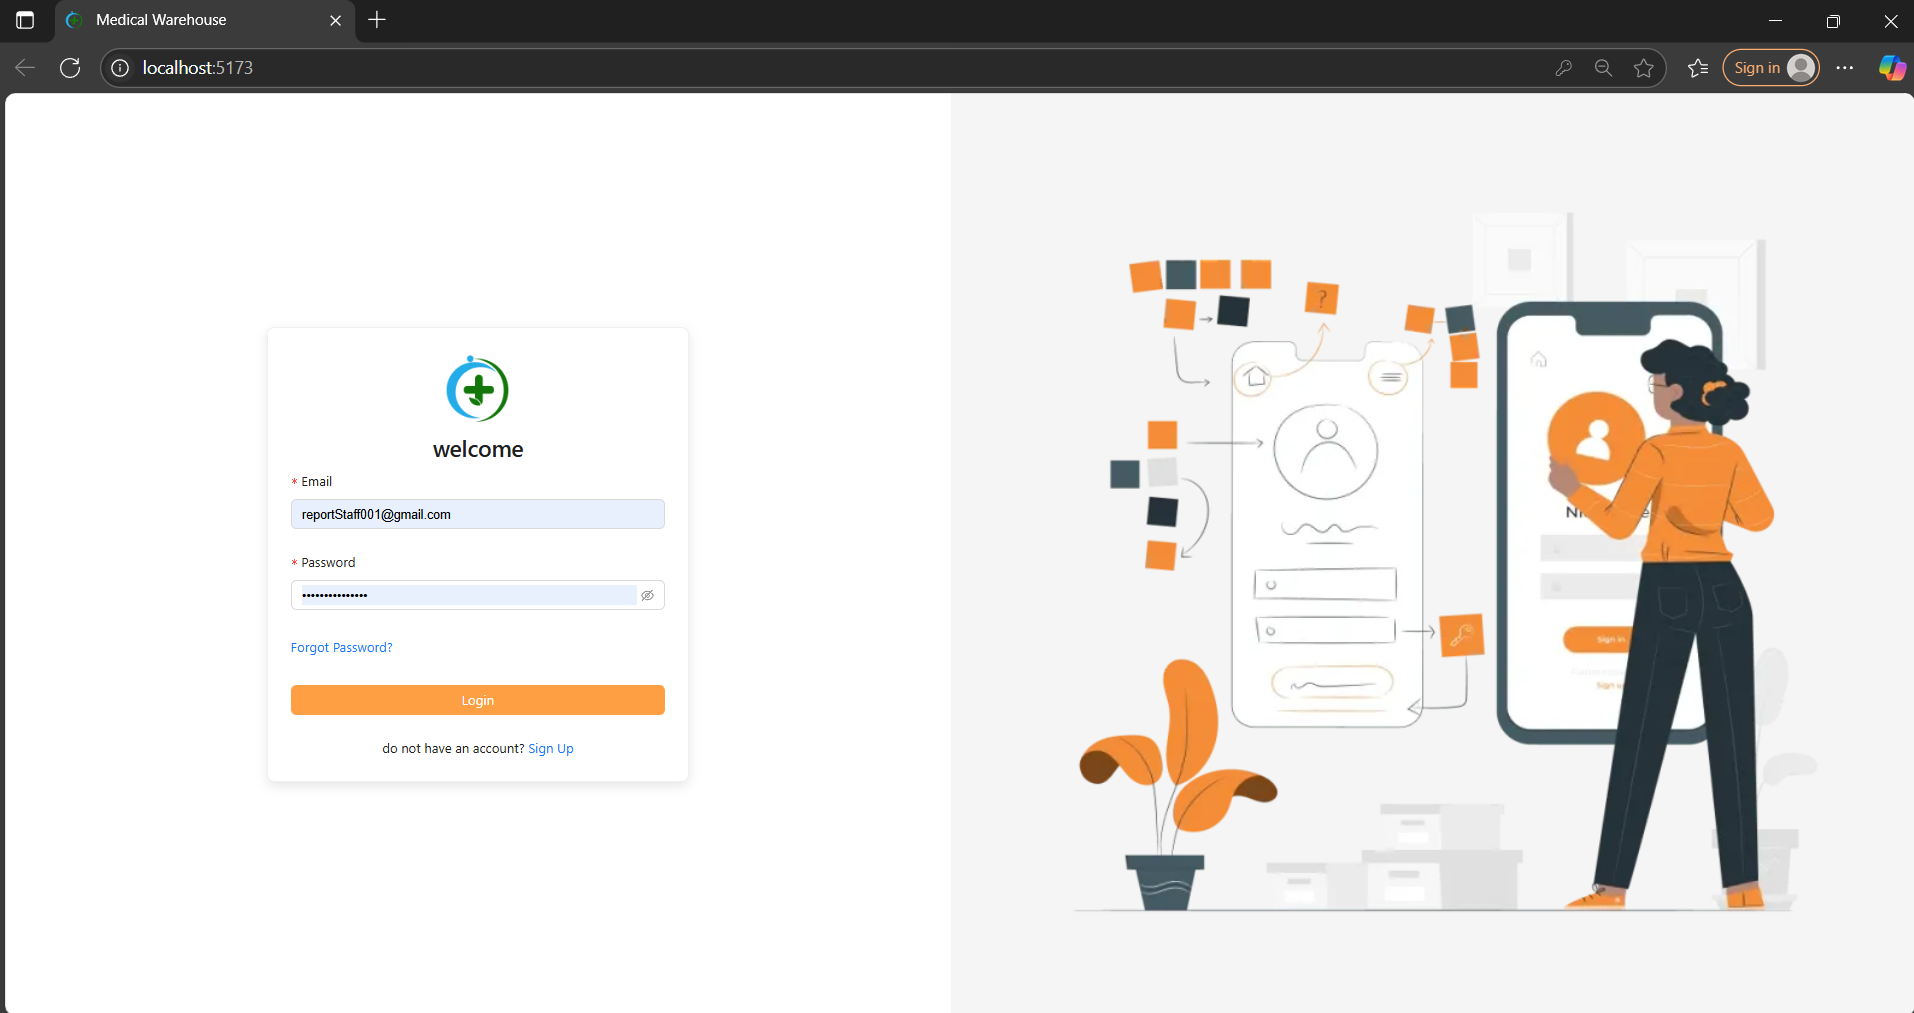 Medical Warehouse
localhost:5173
Sign in
welcome
* Email
reportStaff001@gmail.com
* Password
•••••••••••••••
Forgot Password?
Login
do not have an account? Sign Up
?
Sign in